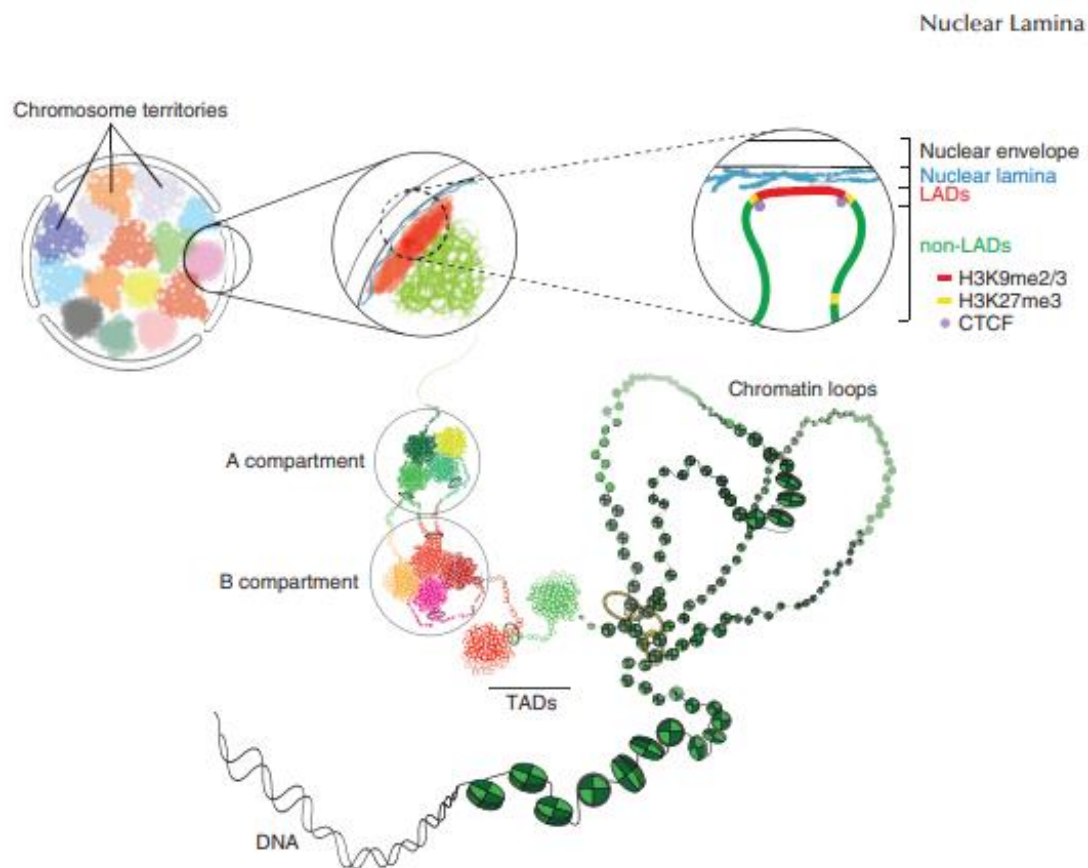 Nuclear Lamina
Chromosome territories
Nuclear envelope
Nuclear lamina
LADs
non-LADs
H3K9me2/3
H3K27me3
CTCF
Chromatin loops
A compartment
B compartment
TADs
DNA